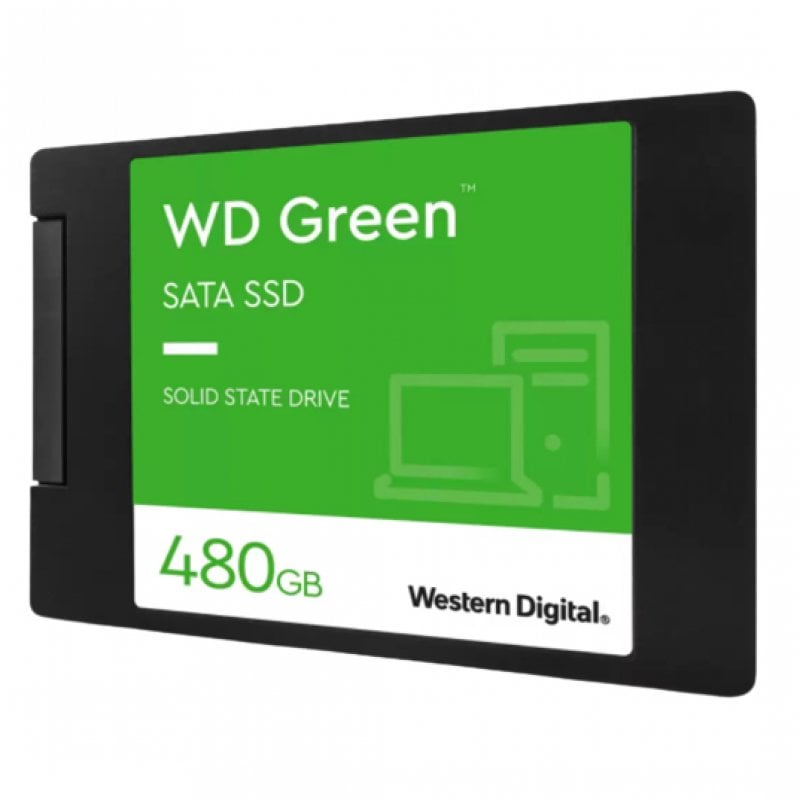 WD Green™
SATA SSD
SOLID STATE DRIVE
480GB
Western Digital®